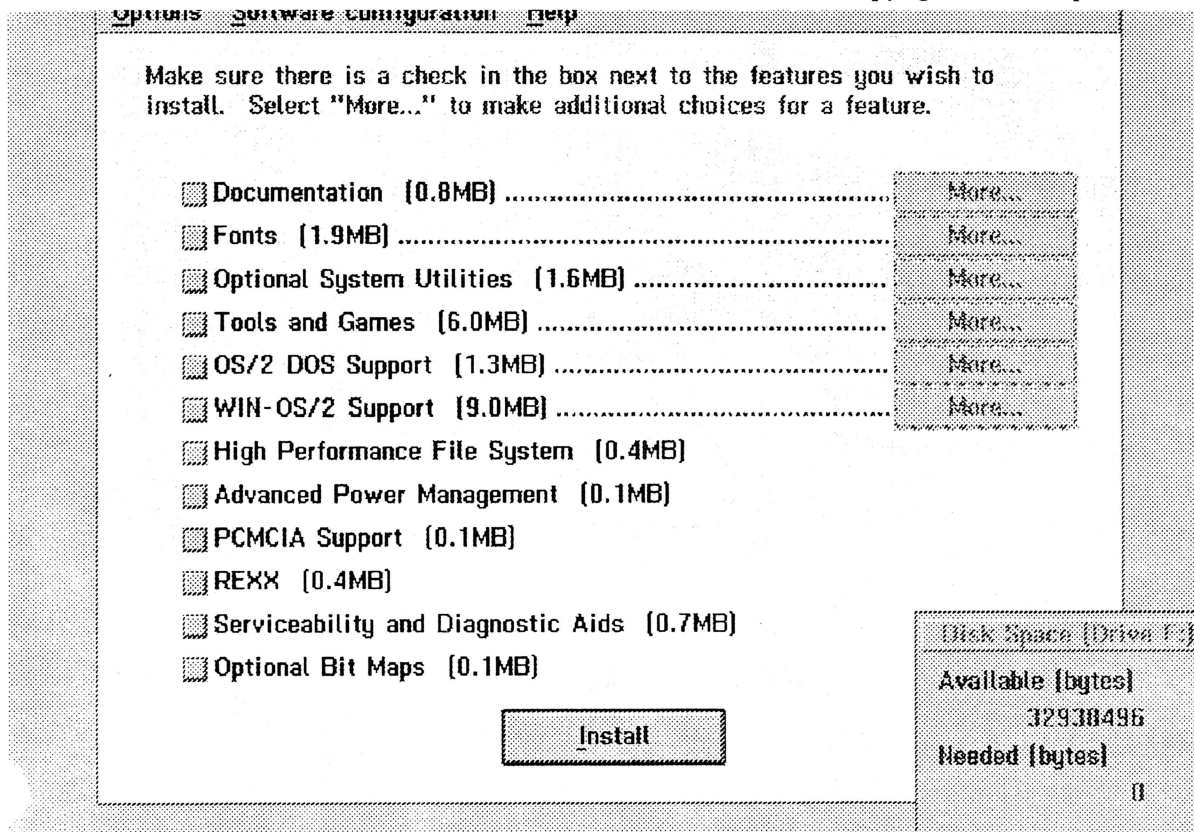 Options Software configuration Help
Make sure there is a check in the box next to the features you wish to
install. Select "More..." to make additional choices for a feature.
Documentation (0.8MB) ........ More...
Fonts (1.9MB) ........ More...
Optional System Utilities (1.6MB) ........ More...
Tools and Games (6.0MB) ........ More...
OS/2 DOS Support (1.3MB) ........ More...
WIN-OS/2 Support (9.0MB) ........ More...
High Performance File System (0.4MB)
Advanced Power Management (0.1MB)
PCMCIA Support (0.1MB)
REXX (0.4MB)
Serviceability and Diagnostic Aids (0.7MB)
Optional Bit Maps (0.1MB)
Install
Disk Space (Drive F:)
Available (bytes)
32938496
Needed (bytes)
0